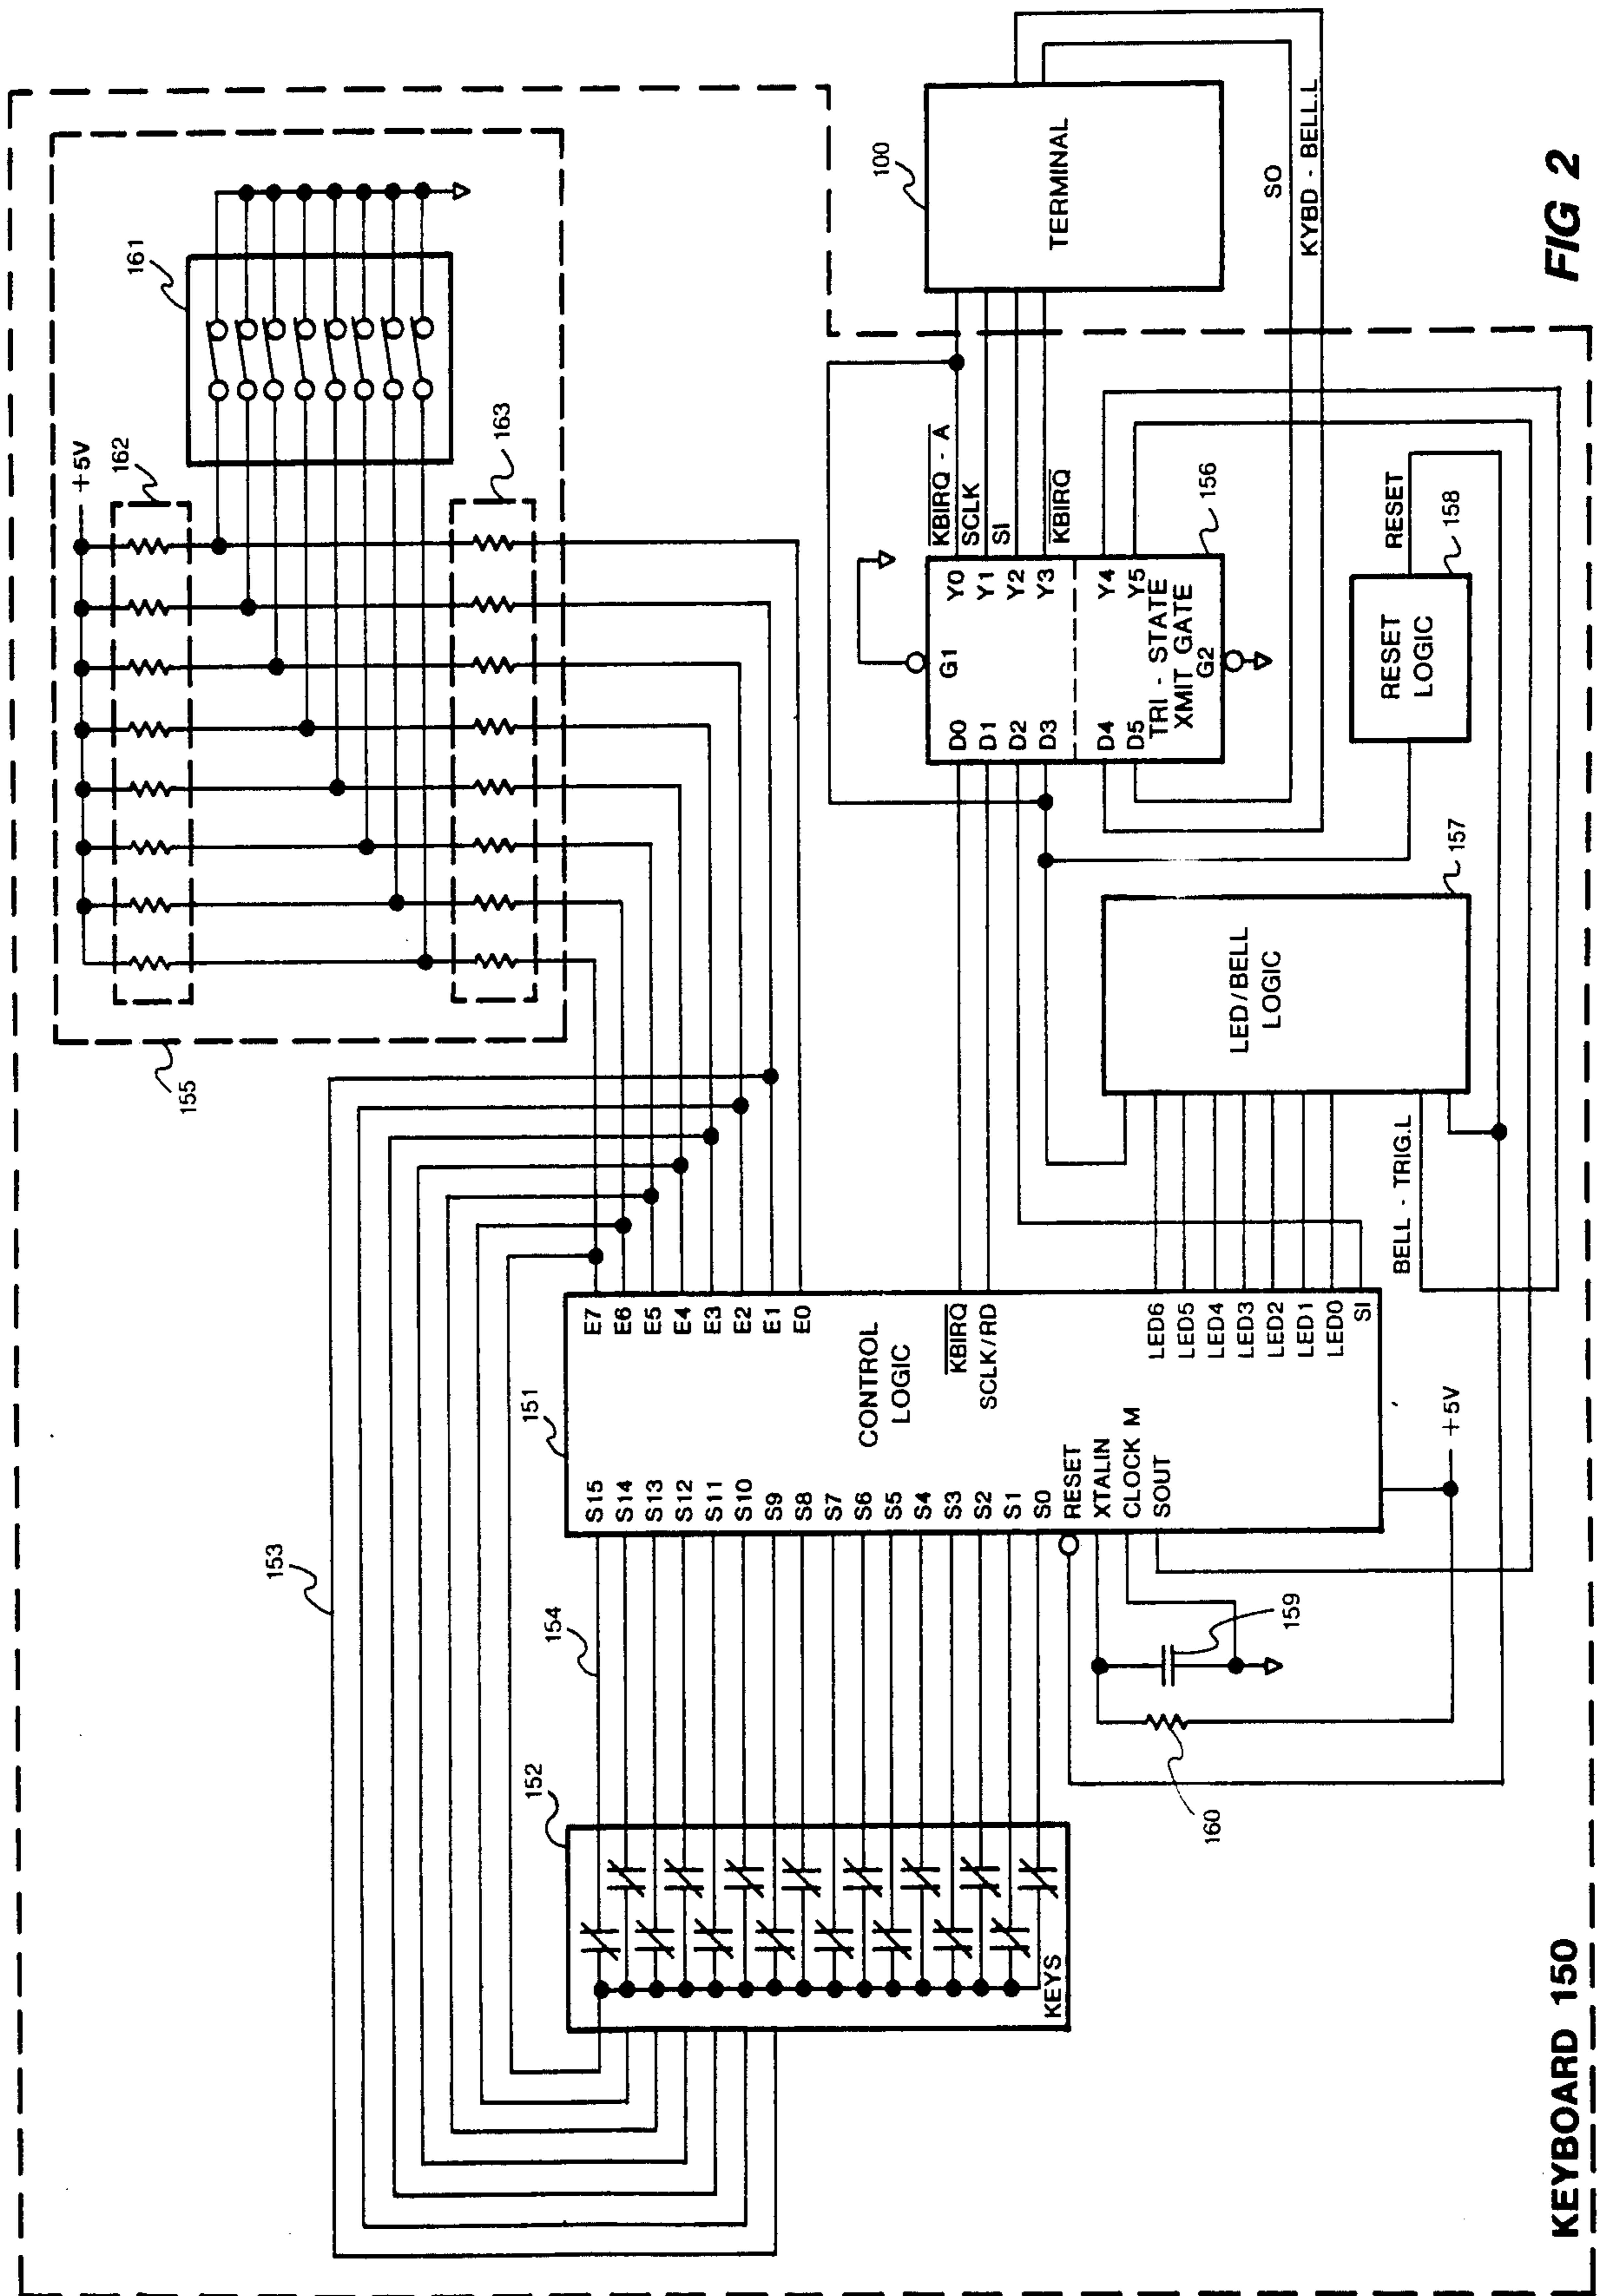 +5V
162
161
163
155
153
151
154
152
E7
E6
E5
E4
E3
E2
E1
E0
CONTROL
LOGIC
KBIRQ
SCLK/RD
LED6
LED5
LED4
LED3
LED2
LED1
LED0
SI
S15
S14
S13
S12
S11
S10
S9
S8
S7
S6
S5
S4
S3
S2
S1
S0
RESET
XTALIN
CLOCK M
SOUT
+5V
159
160
KEYS
BELL - TRIG.L
LED/BELL
LOGIC
157
RESET
LOGIC
158
RESET
G1
D0
D1
D2
D3
D4
D5
Y0
Y1
Y2
Y3
Y4
Y5
TRI - STATE
XMIT GATE
G2
156
KBIRQ - A
SCLK
SI
KBIRQ
100
TERMINAL
SO
KYBD - BELL.L
KEYBOARD 150
FIG 2